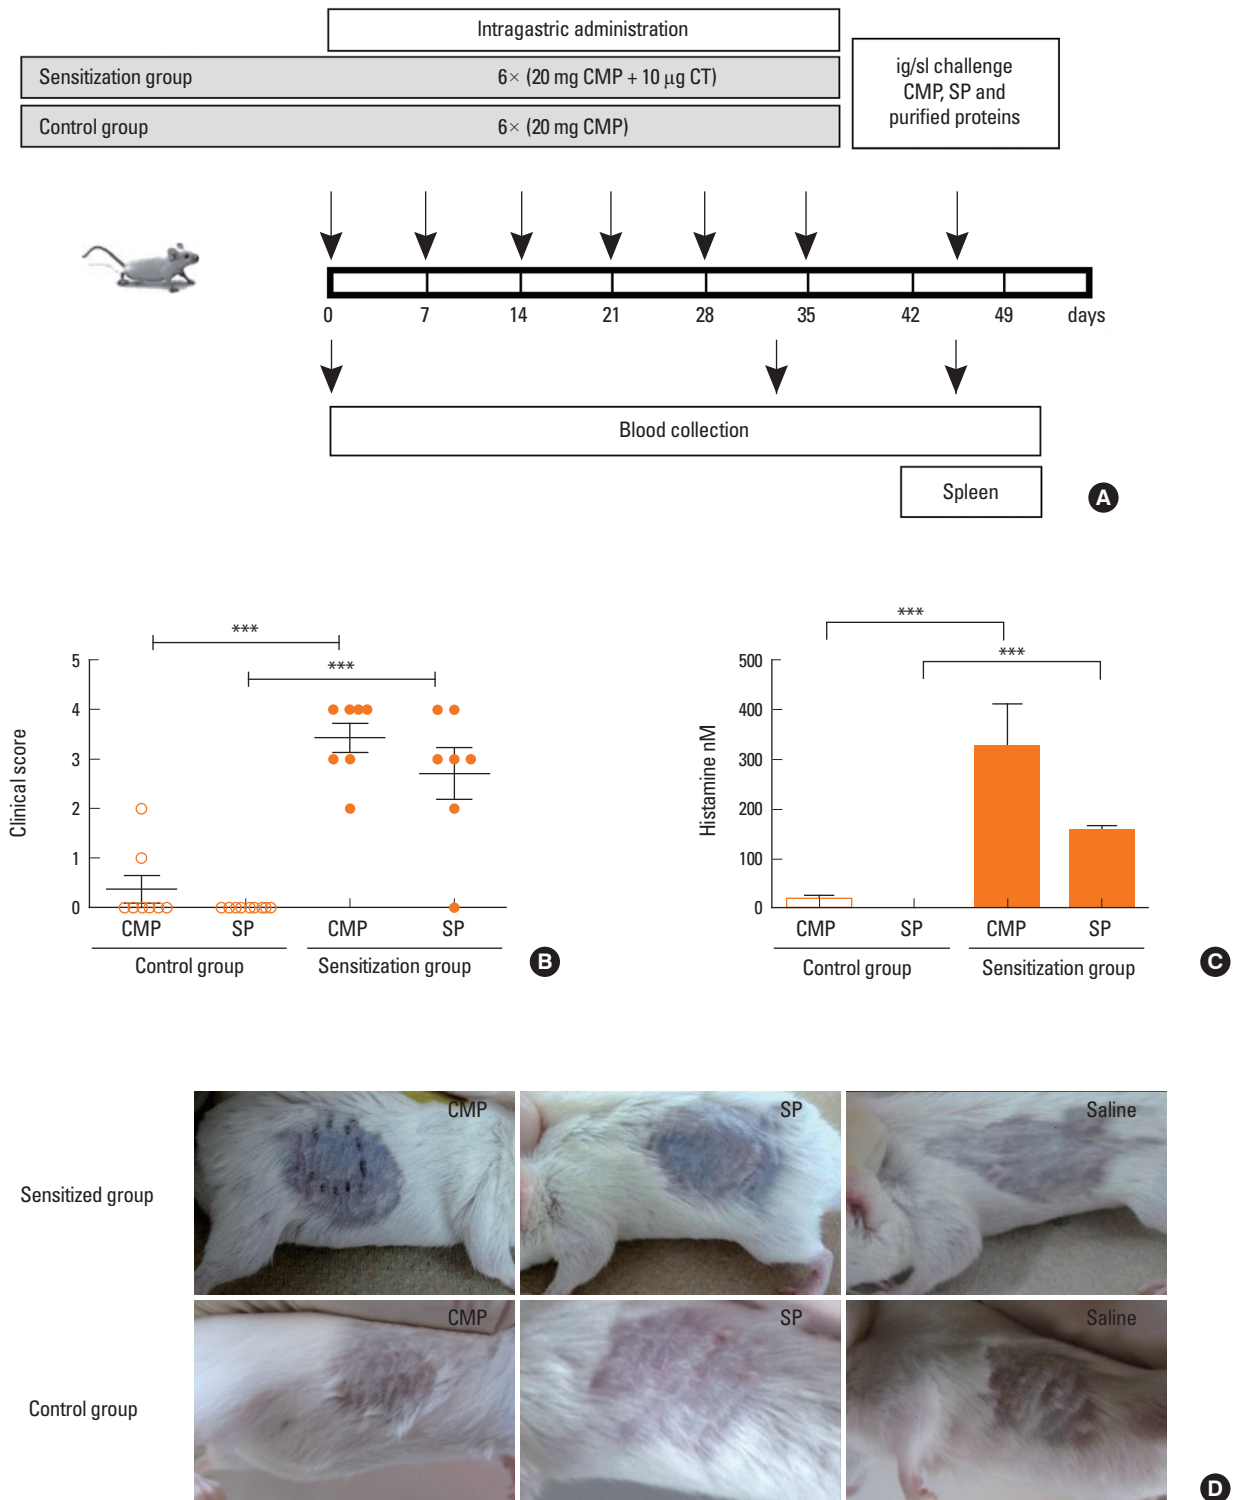 Intragastric administration
Sensitization group 6× (20 mg CMP + 10 µg CT)
Control group 6× (20 mg CMP)
ig/sl challenge
CMP, SP and
purified proteins
0 7 14 21 28 35 42 49 days
Blood collection
Spleen
A
***
***
5
4
3
2
1
0
Clinical score
CMP SP CMP SP
Control group Sensitization group
B
***
***
500
400
300
200
100
0
Histamine nM
CMP SP CMP SP
Control group Sensitization group
C
CMP SP Saline
Sensitized group
CMP SP Saline
Control group
D